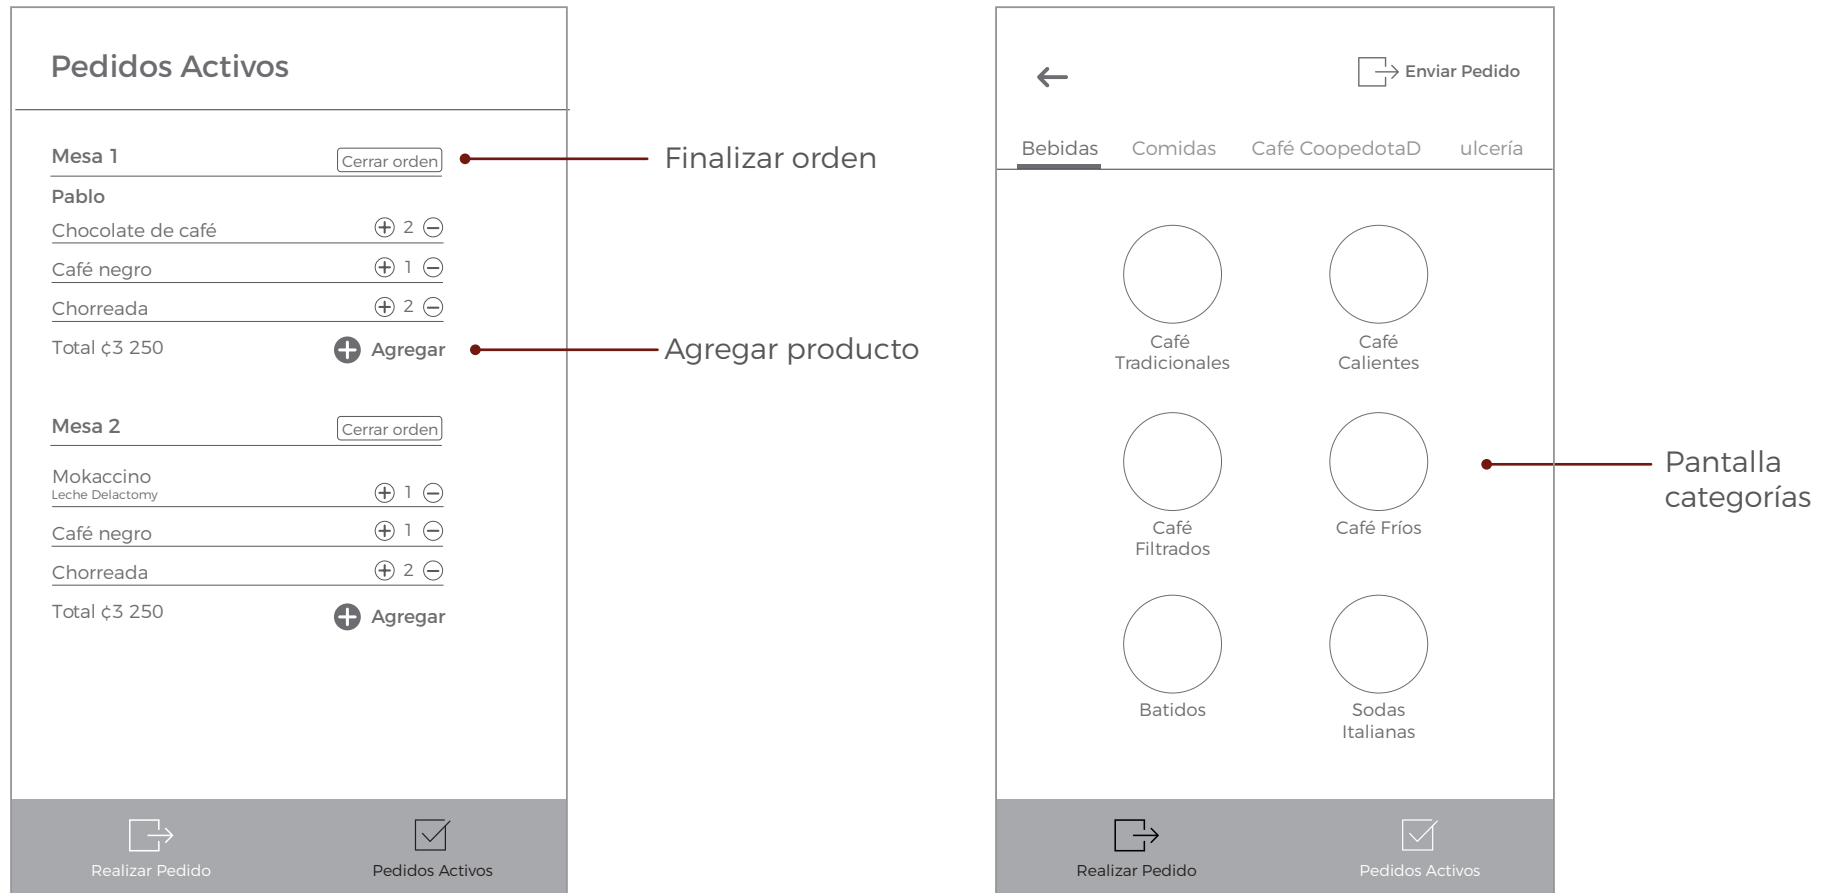 Pedidos Activos
Mesa 1
Cerrar orden
Finalizar orden
Pablo
Chocolate de café 2
Café negro 1
Chorreada 2
Total ¢3 250
Agregar
Agregar producto
Mesa 2
Cerrar orden
Mokaccino
Leche Delactomy 1
Café negro 1
Chorreada 2
Total ¢3 250
Agregar
Realizar Pedido
Pedidos Activos
Enviar Pedido
Bebidas Comidas Café CoopedotaD ulcería
Café
Tradicionales
Café
Calientes
Café
Filtrados
Café Fríos
Pantalla
categorías
Batidos
Sodas
Italianas
Realizar Pedido
Pedidos Activos